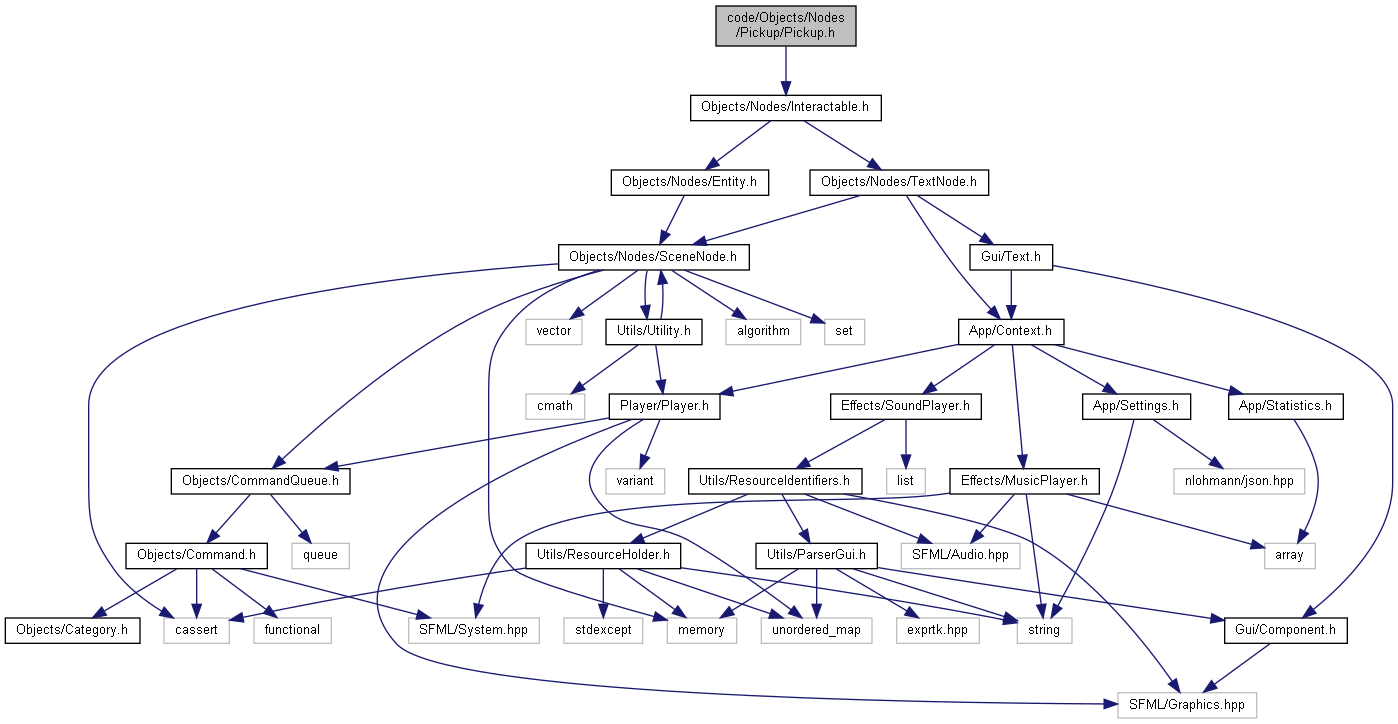 code/Objects/Nodes
/Pickup/Pickup.h
Objects/Nodes/Interactable.h
Objects/Nodes/Entity.h
Objects/Nodes/TextNode.h
Objects/Nodes/SceneNode.h
Gui/Text.h
vector
Utils/Utility.h
algorithm
set
App/Context.h
cmath
Player/Player.h
Effects/SoundPlayer.h
App/Settings.h
App/Statistics.h
Objects/CommandQueue.h
variant
Utils/ResourceIdentifiers.h
list
Effects/MusicPlayer.h
nlohmann/json.hpp
Objects/Command.h
queue
Utils/ResourceHolder.h
Utils/ParserGui.h
SFML/Audio.hpp
array
Objects/Category.h
cassert
functional
SFML/System.hpp
stdexcept
memory
unordered_map
exprtk.hpp
string
Gui/Component.h
SFML/Graphics.hpp